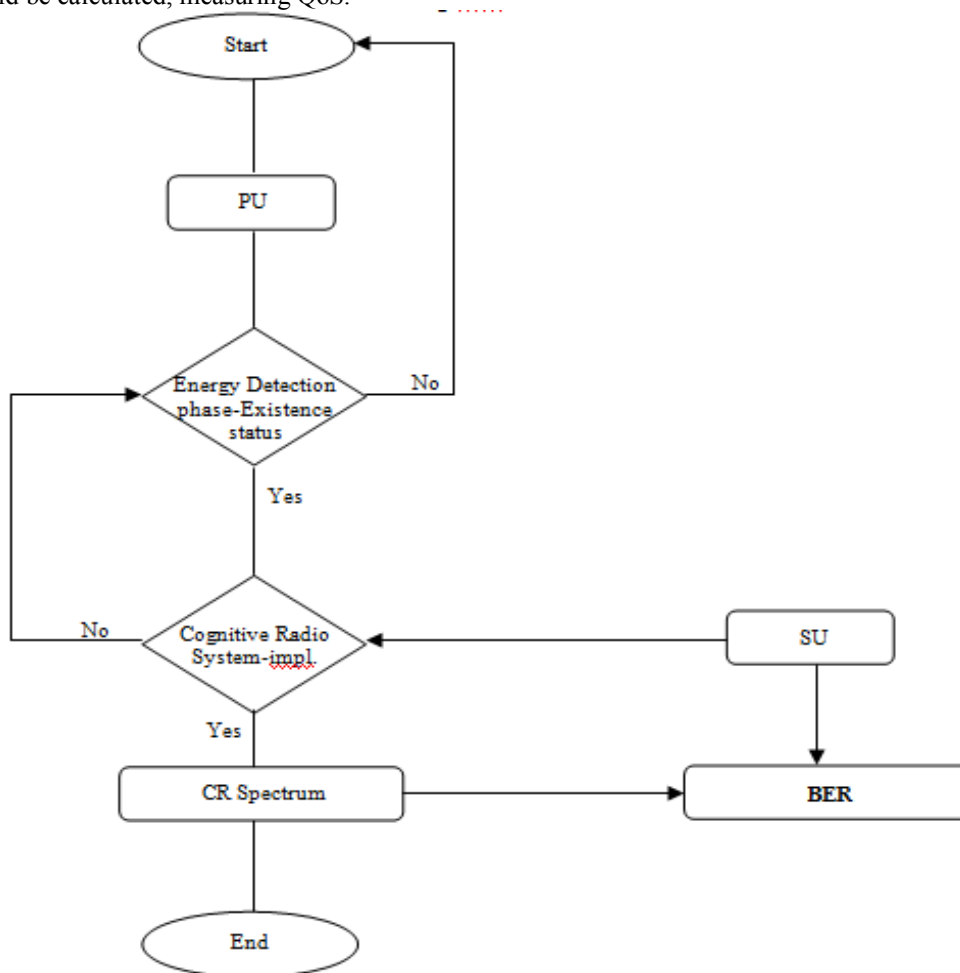 be calculated, measuring QoS.
Start
PU
Energy Detection
phase-Existence
status
No
Yes
No
Cognitive Radio
System-impl.
SU
Yes
CR Spectrum
BER
End